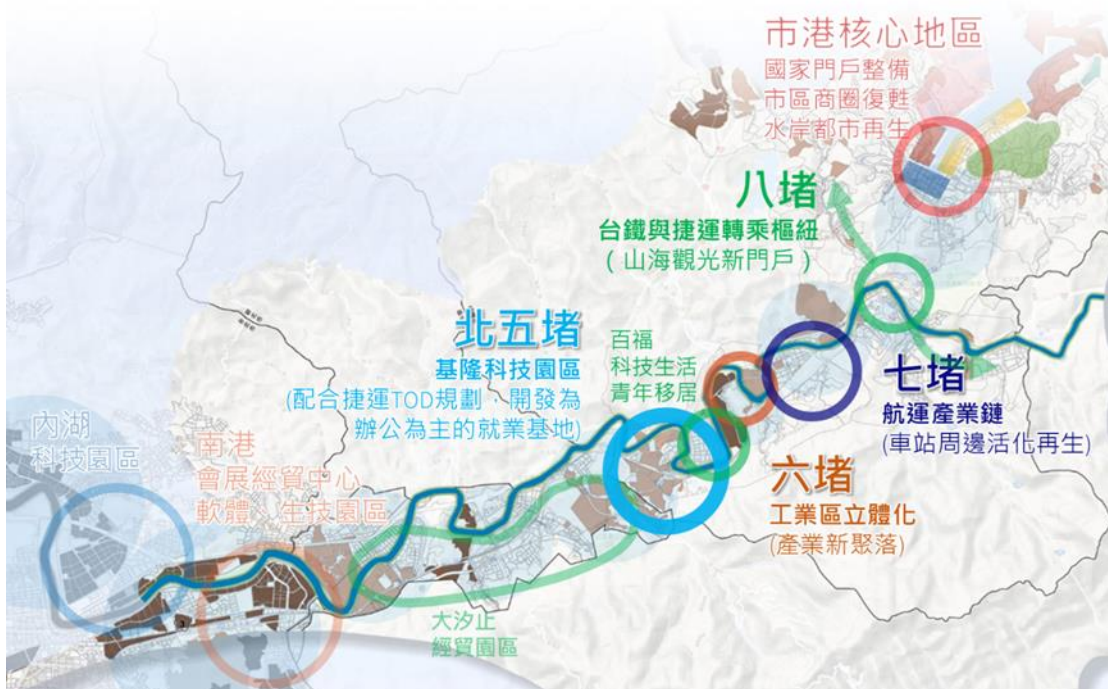 市港核心地區
國家門戶整備
市區商圈復甦
水岸都市再生
八堵
台鐵與捷運轉乘樞紐
(山海觀光新門戶)
北五堵
基隆科技園區
(配合捷運TOD規劃、開發為
辦公為主的就業基地)
百福
科技生活
青年移居
七堵
航運產業鏈
(車站周邊活化再生)
六堵
工業區立體化
(產業新聚落)
內湖
科技園區
南港
會展經貿中心
軟體、生技園區
大汐止
經貿園區